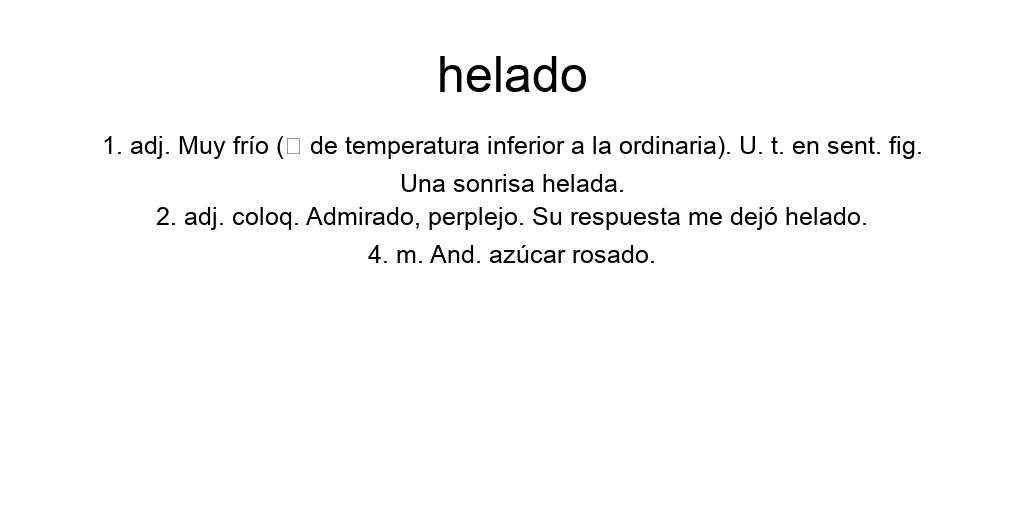 helado
1. adj. Muy frío (▯ de temperatura inferior a la ordinaria). U. t. en sent. fig.
Una sonrisa helada.
2. adj. coloq. Admirado, perplejo. Su respuesta me dejó helado.
4. m. And. azúcar rosado.